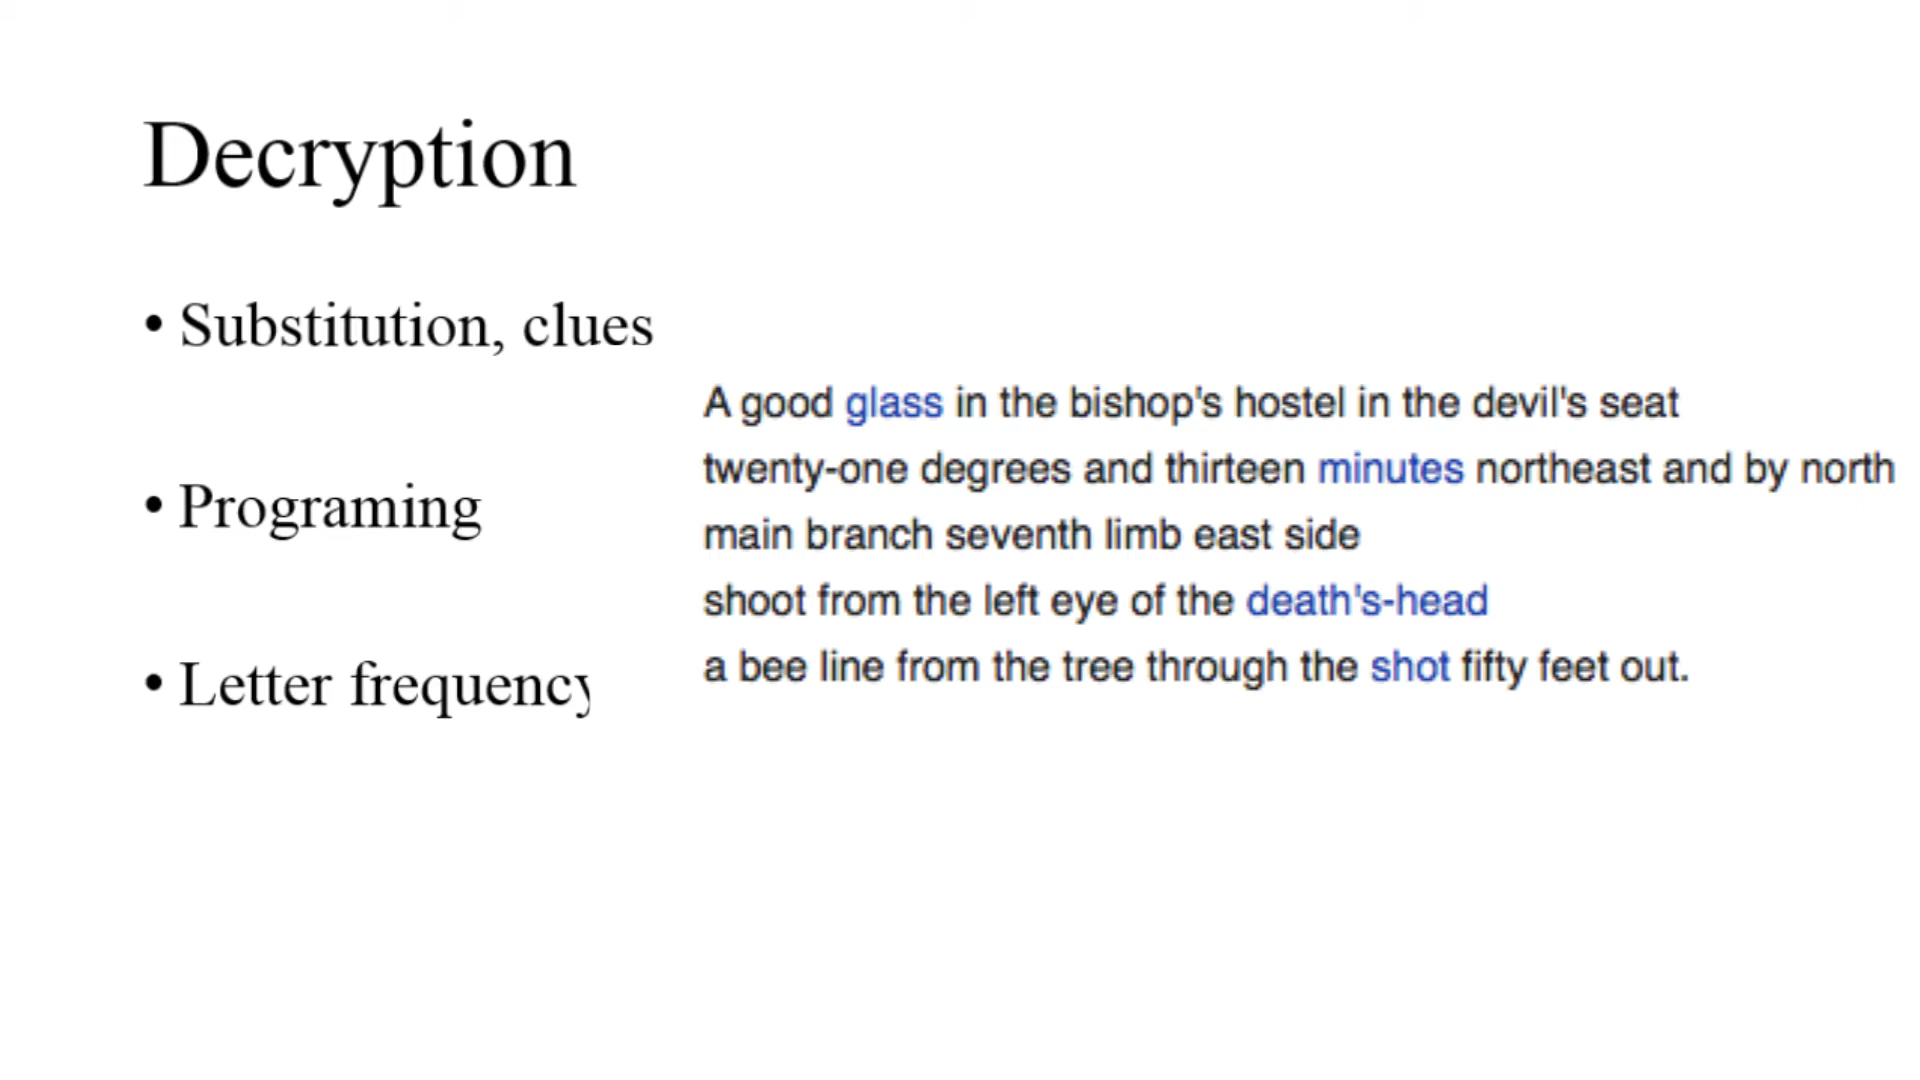 Decryption
• Substitution, clues
• Programing
• Letter frequency
A good glass in the bishop's hostel in the devil's seat
twenty-one degrees and thirteen minutes northeast and by north
main branch seventh limb east side
shoot from the left eye of the death's-head
a bee line from the tree through the shot fifty feet out.